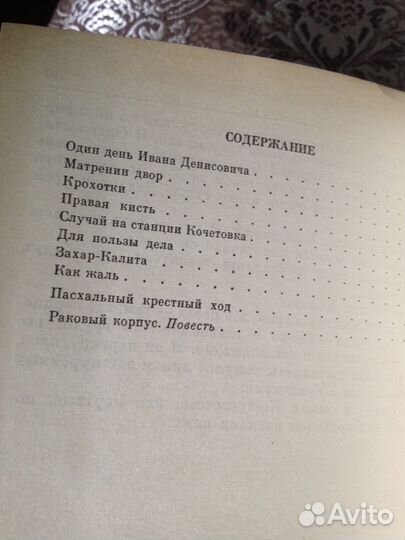 СОДЕРЖАНИЕ
Один день Ивана Денисовича . . . . . .
Матренин двор . . . . . . . . . . .
Крохотки . . . . . . . . . . . .
Правая кисть . . . . . . . . . . .
Случай на станции Кочетовка . . . . . .
Для пользы дела . . . . . . . . . .
Захар-Калита . . . . . . . . . . .
Как жаль . . . . . . . . . . . .
Пасхальный крестный ход . . . . . . .
Раковый корпус. Повесть . . . . . . . .
Avito